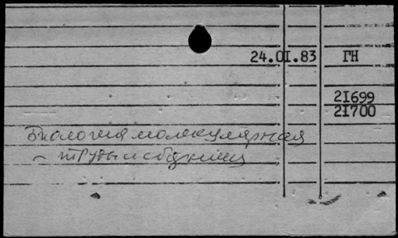 24.01.83 ГН
21699
21700
Биология молекулярная
– труды и сборники